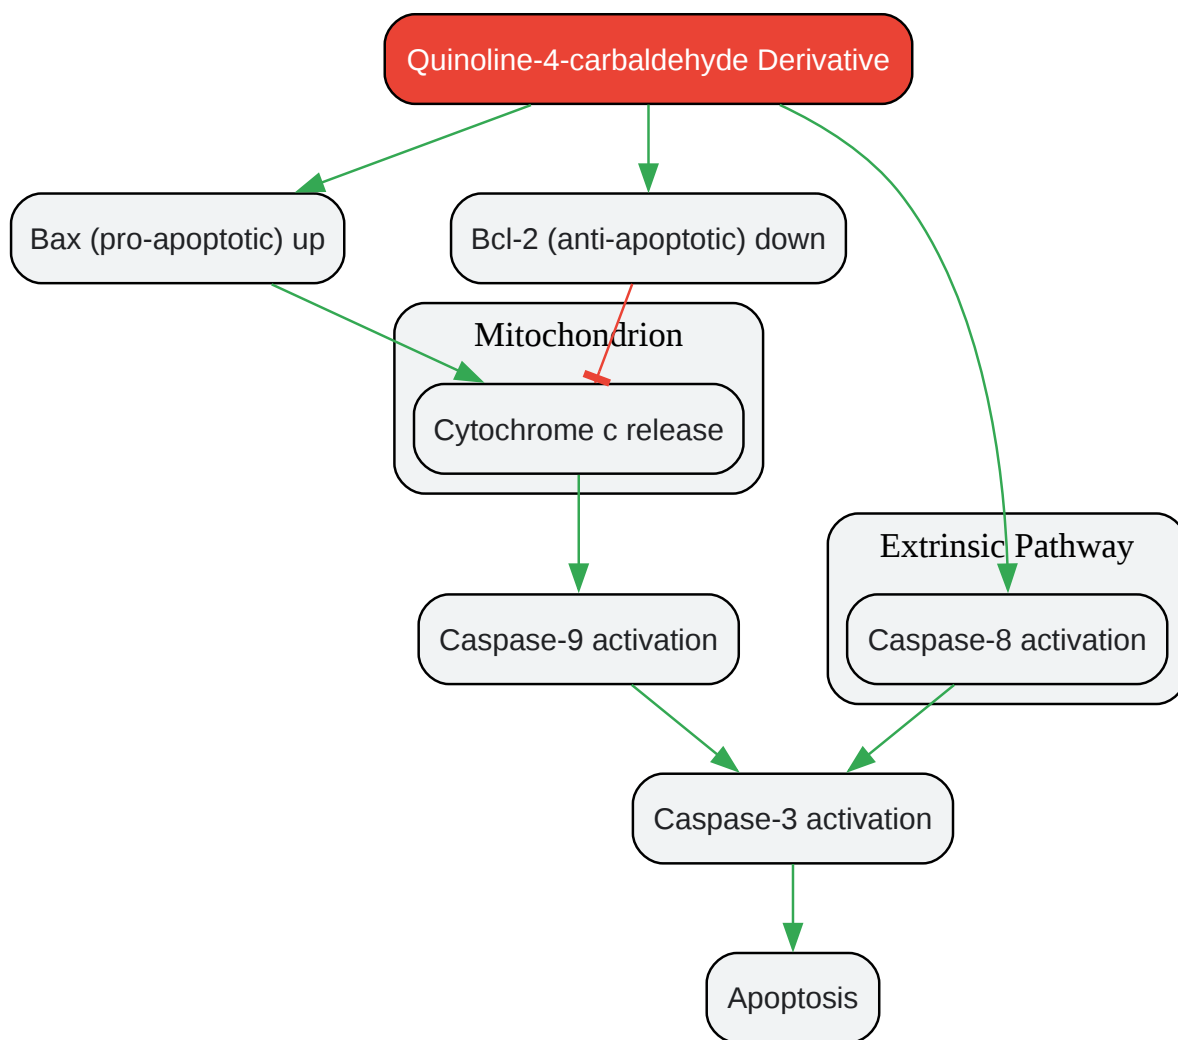 Quinoline-4-carbaldehyde Derivative
Bax (pro-apoptotic) up
Bcl-2 (anti-apoptotic) down
Mitochondrion
Cytochrome c release
Extrinsic Pathway
Caspase-9 activation
Caspase-8 activation
Caspase-3 activation
Apoptosis